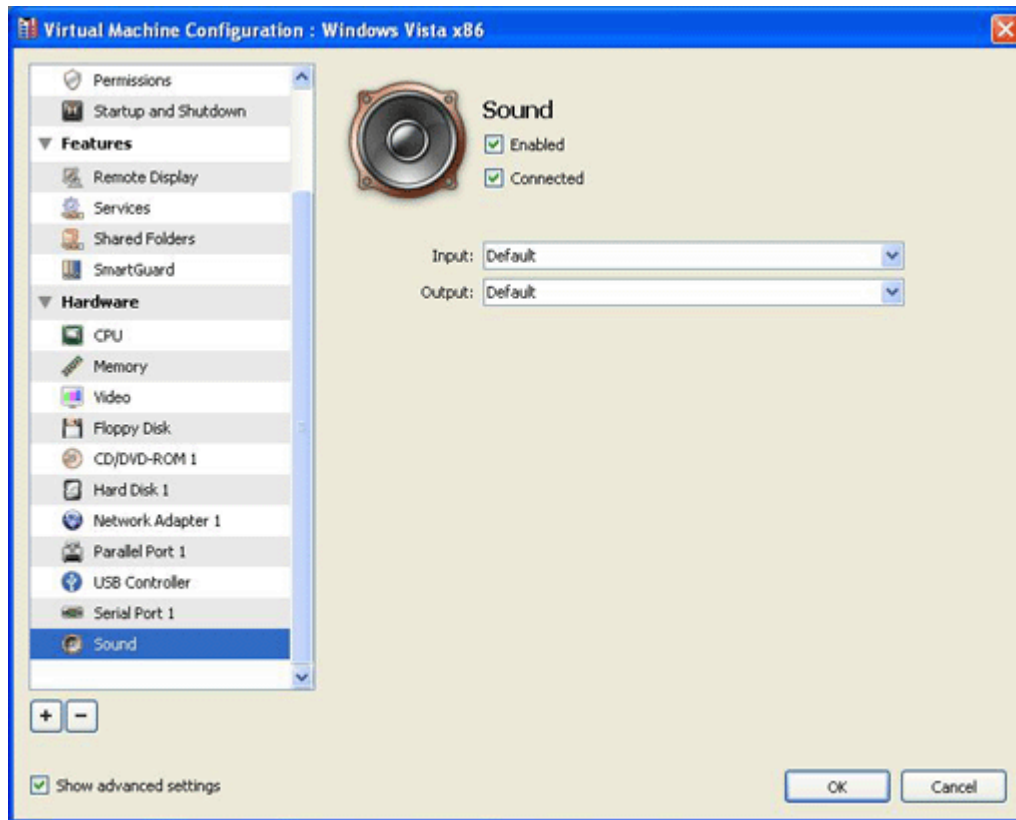 Virtual Machine Configuration : Windows Vista x86
Permissions
Startup and Shutdown
Features
Remote Display
Services
Shared Folders
SmartGuard
Hardware
CPU
Memory
Video
Floppy Disk
CD/DVD-ROM 1
Hard Disk 1
Network Adapter 1
Parallel Port 1
USB Controller
Serial Port 1
Sound
Sound
Enabled
Connected
Input: Default
Output: Default
Show advanced settings
OK
Cancel